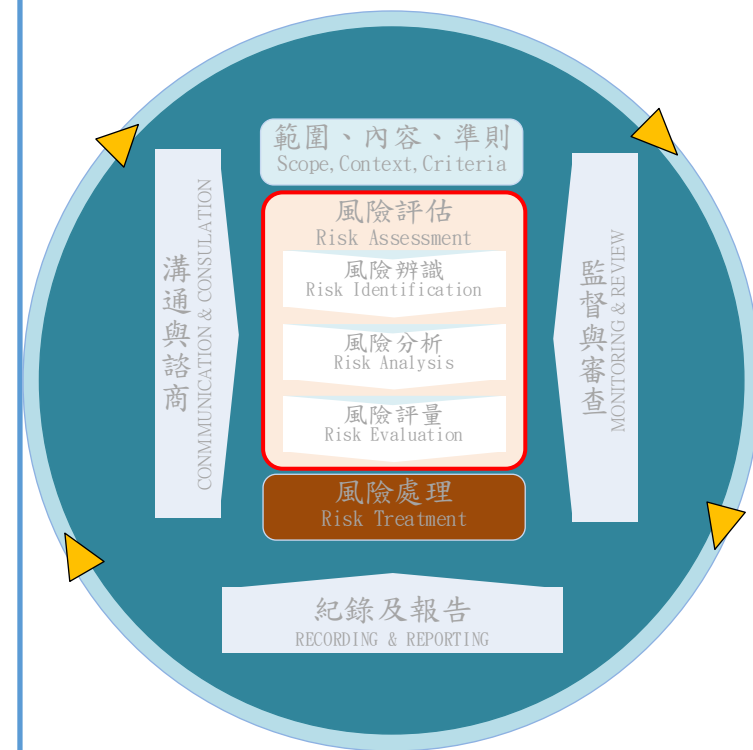 範圍、內容、準則
Scope,Context,Criteria
風險評估
Risk Assessment
風險辨識
Risk Identification
風險分析
Risk Analysis
風險評量
Risk Evaluation
風險處理
Risk Treatment
溝通與諮商
CONMMUNICATION & CONSULATION
監督與審查
MONITORING & REVIEW
紀錄及報告
RECORDING & REPORTING